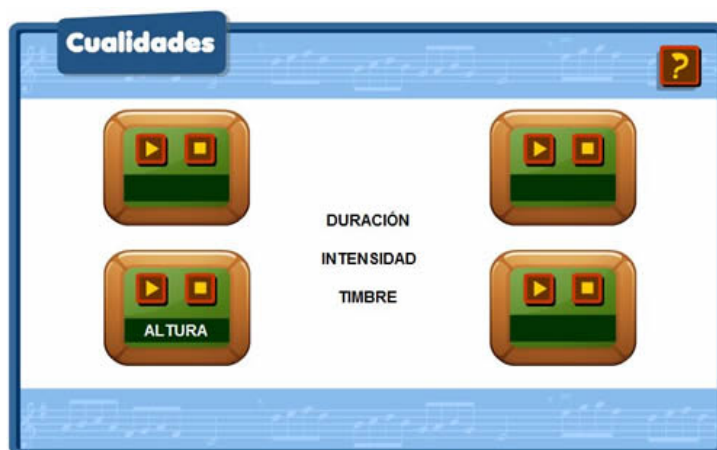 Cualidades
?
DURACIÓN
INTENSIDAD
TIMBRE
ALTURA